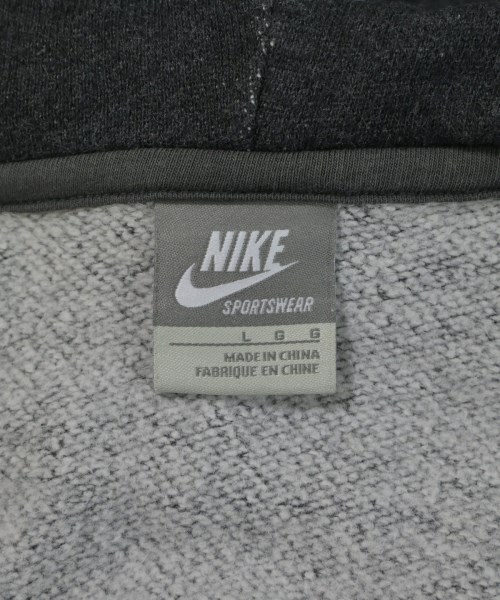 NIKE
SPORTSWEAR
L G G
MADE IN CHINA
FABRIQUE EN CHINE